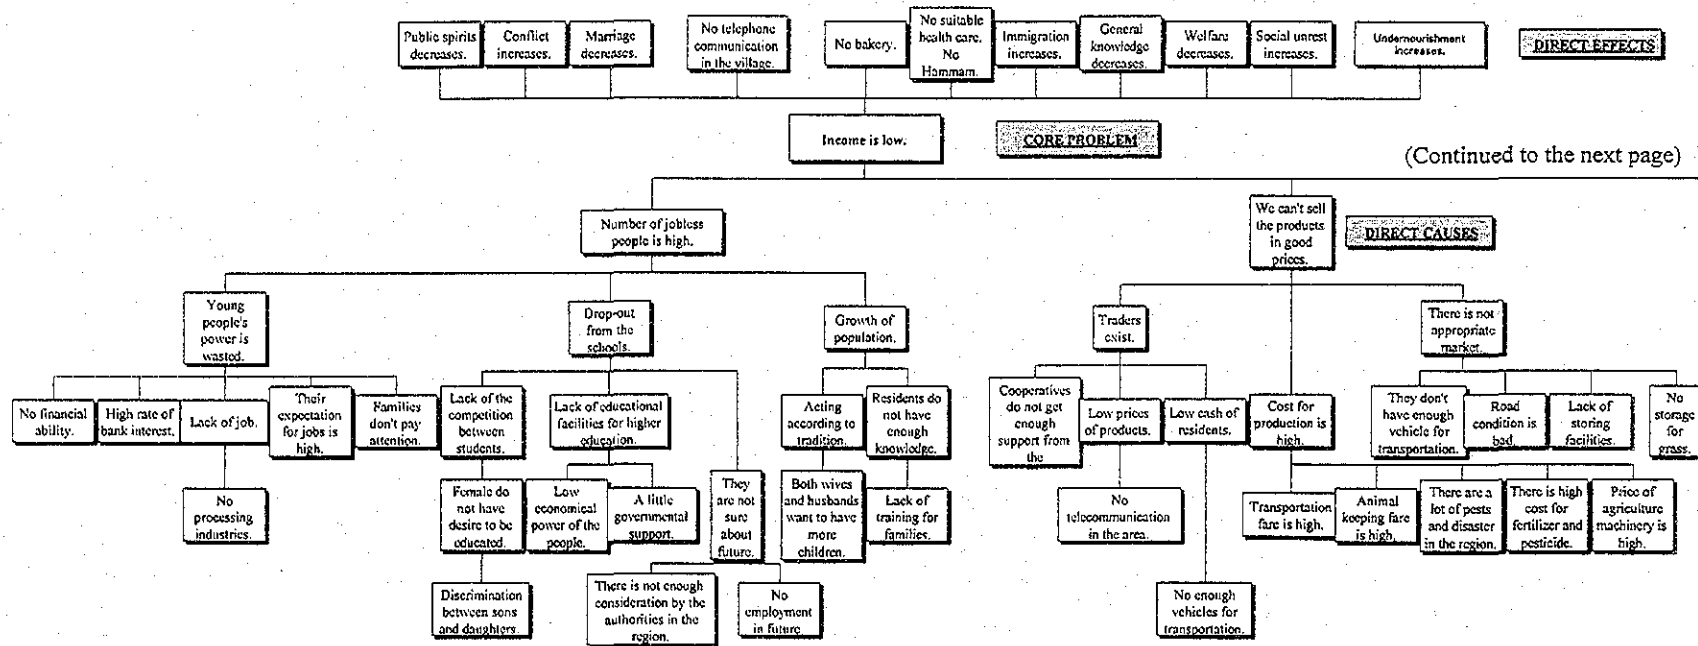 Public spirits
decreases.
Conflict
increases.
Marriage
decreases.
No telephone
communication
in the village.
No bakery.
No suitable
health care.
No
Hammam.
Immigration
increases.
General
knowledge
decreases.
Welfare
decreases.
Social unrest
increases.
Undernourishment
increases.
DIRECT EFFECTS
Income is low.
CORE PROBLEM
(Continued to the next page)
Number of jobless
people is high.
We can't sell
the products
in good
prices.
DIRECT CAUSES
Young
people's
power is
wasted.
Drop-out
from the
schools.
Growth of
population.
Traders
exist.
There is not
appropriate
market.
No financial
ability.
High rate of
bank interest.
Lack of job.
Their
expectation
for jobs is
high.
Families
don't pay
attention.
Lack of the
competition
between
students.
Lack of educational
facilities for higher
education.
Acting
according to
tradition.
Residents do
not have
enough
knowledge.
Cooperatives
do not get
enough
support from
the
Low prices
of products.
Low cash of
residents.
Cost for
production is
high.
They don't
have enough
vehicle for
transportation.
Road
condition is
bad.
Lack of
storing
facilities.
No
storage
for
grass.
No
processing
industries.
Female do
not have
desire to be
educated.
Low
economical
power of the
people.
A little
governmental
support.
They
are not
sure
about
future.
Both wives
and husbands
want to have
more
children.
Lack of
training for
families.
No
telecommunication
in the area.
Transportation
fare is high.
Animal
keeping fare
is high.
There are a
lot of pests
and disaster
in the region.
There is high
cost for
fertilizer and
pesticide.
Price of
agriculture
machinery is
high.
Discrimination
between sons
and daughters.
There is not enough
consideration by the
authorities in the
region.
No
employment
in future.
No enough
vehicles for
transportation.